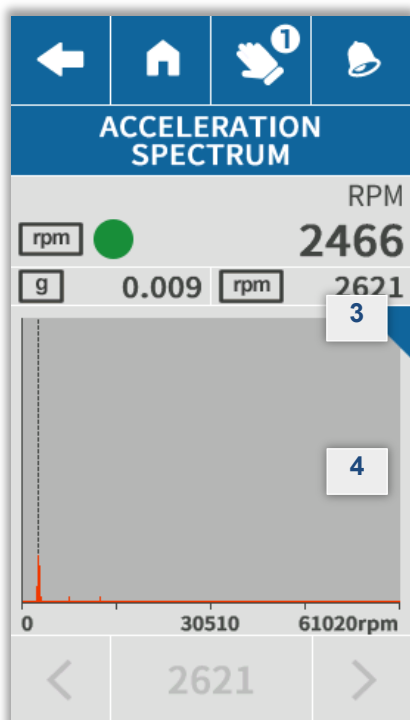 1
ACCELERATION
SPECTRUM
RPM
rpm 2466
g 0.009 rpm 2621
3
4
0 30510 61020rpm
2621